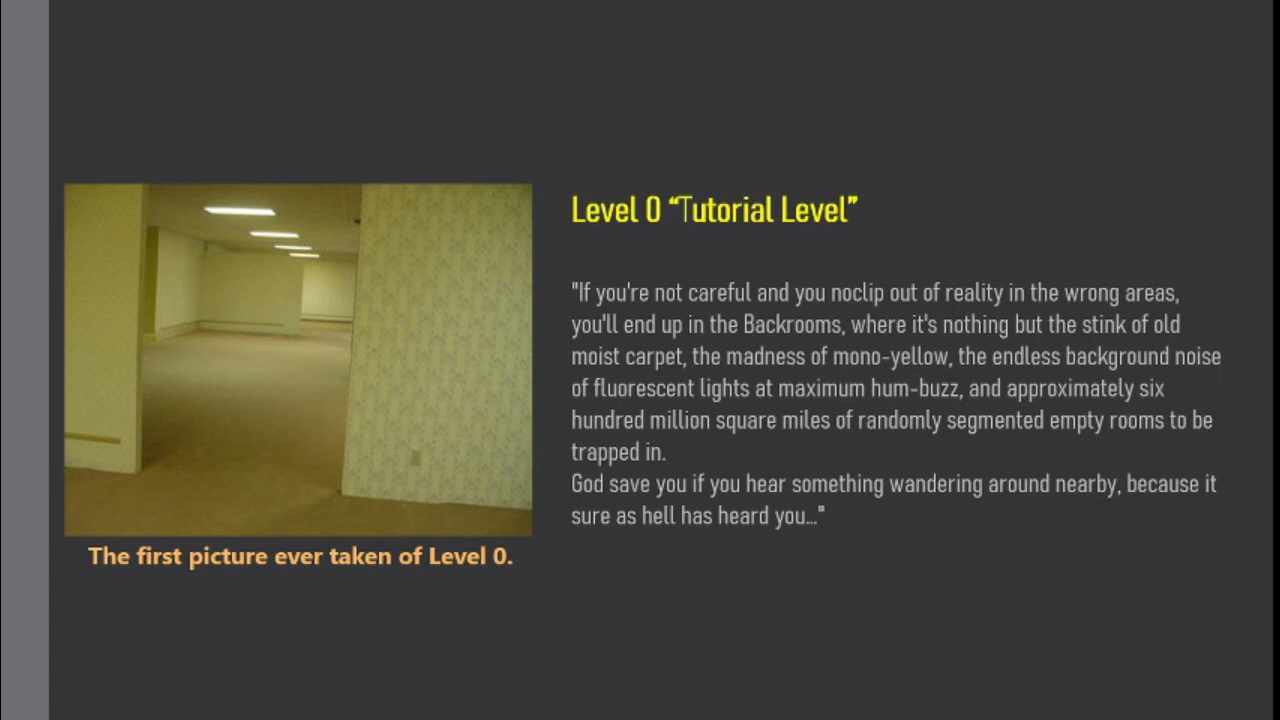 Level 0 “Tutorial Level”
"If you're not careful and you noclip out of reality in the wrong areas,
you'll end up in the Backrooms, where it's nothing but the stink of old
moist carpet, the madness of mono-yellow, the endless background noise
of fluorescent lights at maximum hum-buzz, and approximately six
hundred million square miles of randomly segmented empty rooms to be
trapped in.
God save you if you hear something wandering around nearby, because it
sure as hell has heard you..."
The first picture ever taken of Level 0.